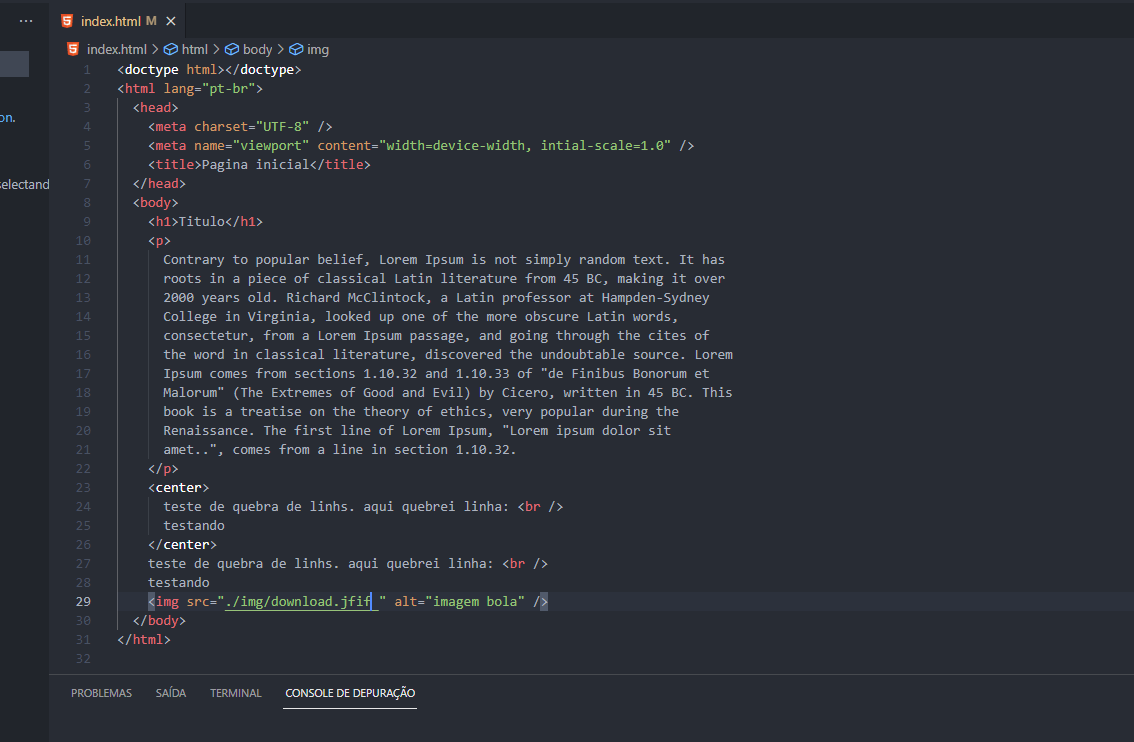 index.html M
index.html > html > body > img
on.
selectand
1 <doctype html></doctype>
2 <html lang="pt-br">
3 <head>
4 <meta charset="UTF-8" />
5 <meta name="viewport" content="width=device-width, intial-scale=1.0" />
6 <title>Pagina inicial</title>
7 </head>
8 <body>
9 <h1>Titulo</h1>
10 <p>
11 Contrary to popular belief, Lorem Ipsum is not simply random text. It has
12 roots in a piece of classical Latin literature from 45 BC, making it over
13 2000 years old. Richard McClintock, a Latin professor at Hampden-Sydney
14 College in Virginia, looked up one of the more obscure Latin words,
15 consectetur, from a Lorem Ipsum passage, and going through the cites of
16 the word in classical literature, discovered the undoubtable source. Lorem
17 Ipsum comes from sections 1.10.32 and 1.10.33 of "de Finibus Bonorum et
18 Malorum" (The Extremes of Good and Evil) by Cicero, written in 45 BC. This
19 book is a treatise on the theory of ethics, very popular during the
20 Renaissance. The first line of Lorem Ipsum, "Lorem ipsum dolor sit
21 amet..", comes from a line in section 1.10.32.
22 </p>
23 <center>
24 teste de quebra de linhs. aqui quebrei linha: <br />
25 testando
26 </center>
27 teste de quebra de linhs. aqui quebrei linha: <br />
28 testando
29 <img src="./img/download.jfif " alt="imagem bola" />
30 </body>
31 </html>
32
PROBLEMAS SAÍDA TERMINAL CONSOLE DE DEPURAÇÃO